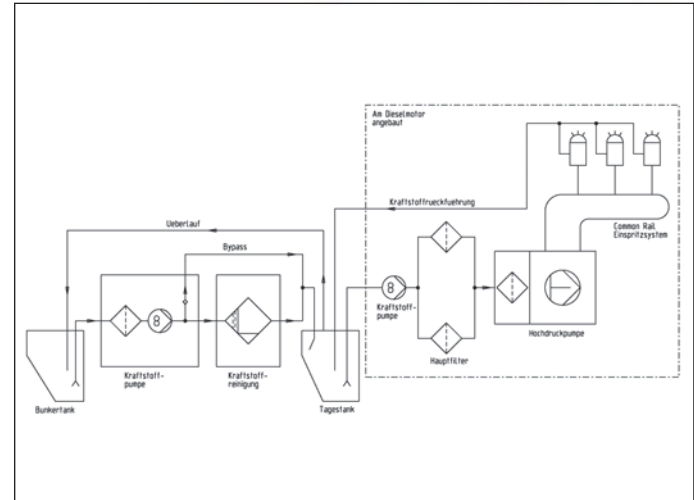 Am Dieselmotor
angebaut
Kraftstoffrueckfuehrung
Common Rail
Einspritzsystem
Ueberlauf
Bypass
Kraftstoff-
pumpe
Hochdruckpumpe
Hauptfilter
Kraftstoff-
pumpe
Kraftstoff-
reinigung
Tagestank
Bunkertank